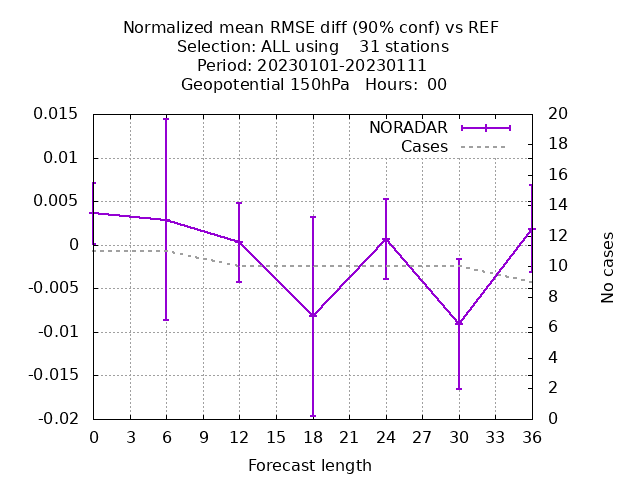 Normalized mean RMSE diff (90% conf) vs REF
Selection: ALL using    31 stations
Period: 20230101-20230111
Geopotential 150hPa   Hours:  00
NORADAR
Cases
0.015
0.01
0.005
0
-0.005
-0.01
-0.015
-0.02
20
18
16
14
12
10
8
6
4
2
0
No cases
0 3 6 9 12 15 18 21 24 27 30 33 36
Forecast length